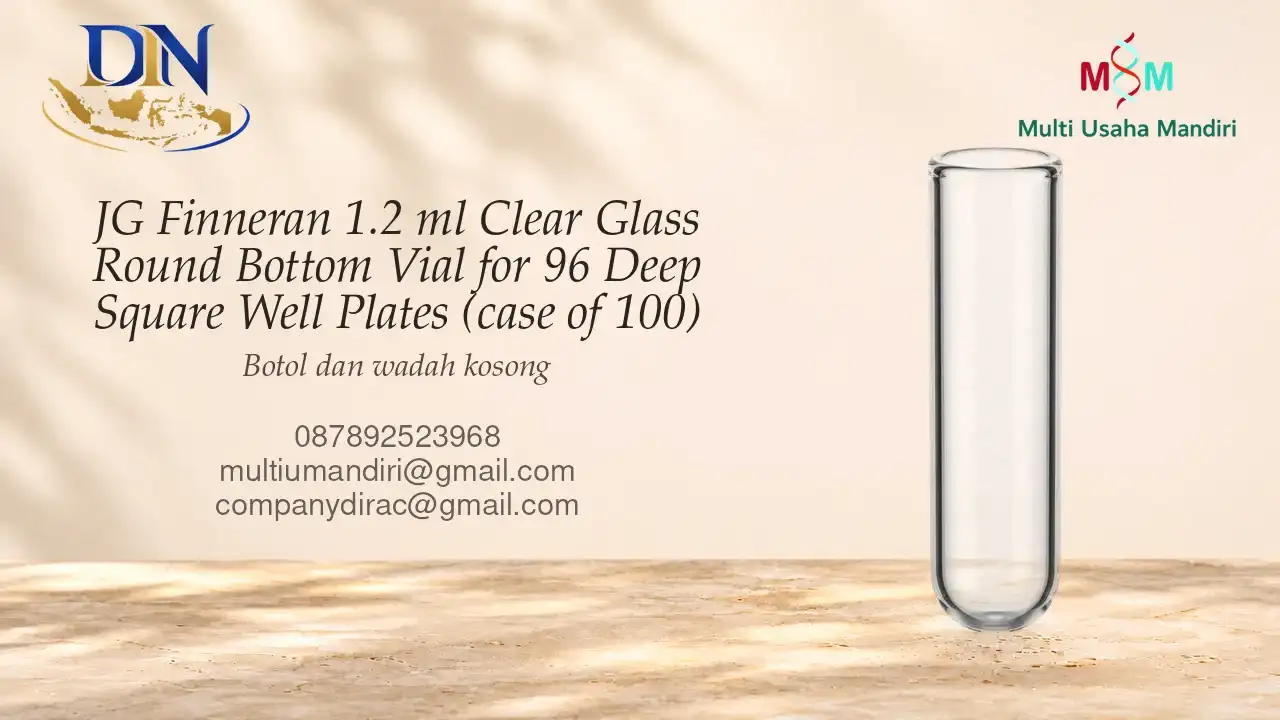 DIN
M M
Multi Usaha Mandiri
JG Finneran 1.2 ml Clear Glass
Round Bottom Vial for 96 Deep
Square Well Plates (case of 100)
Botol dan wadah kosong
087892523968
multiumandiri@gmail.com
companydirac@gmail.com